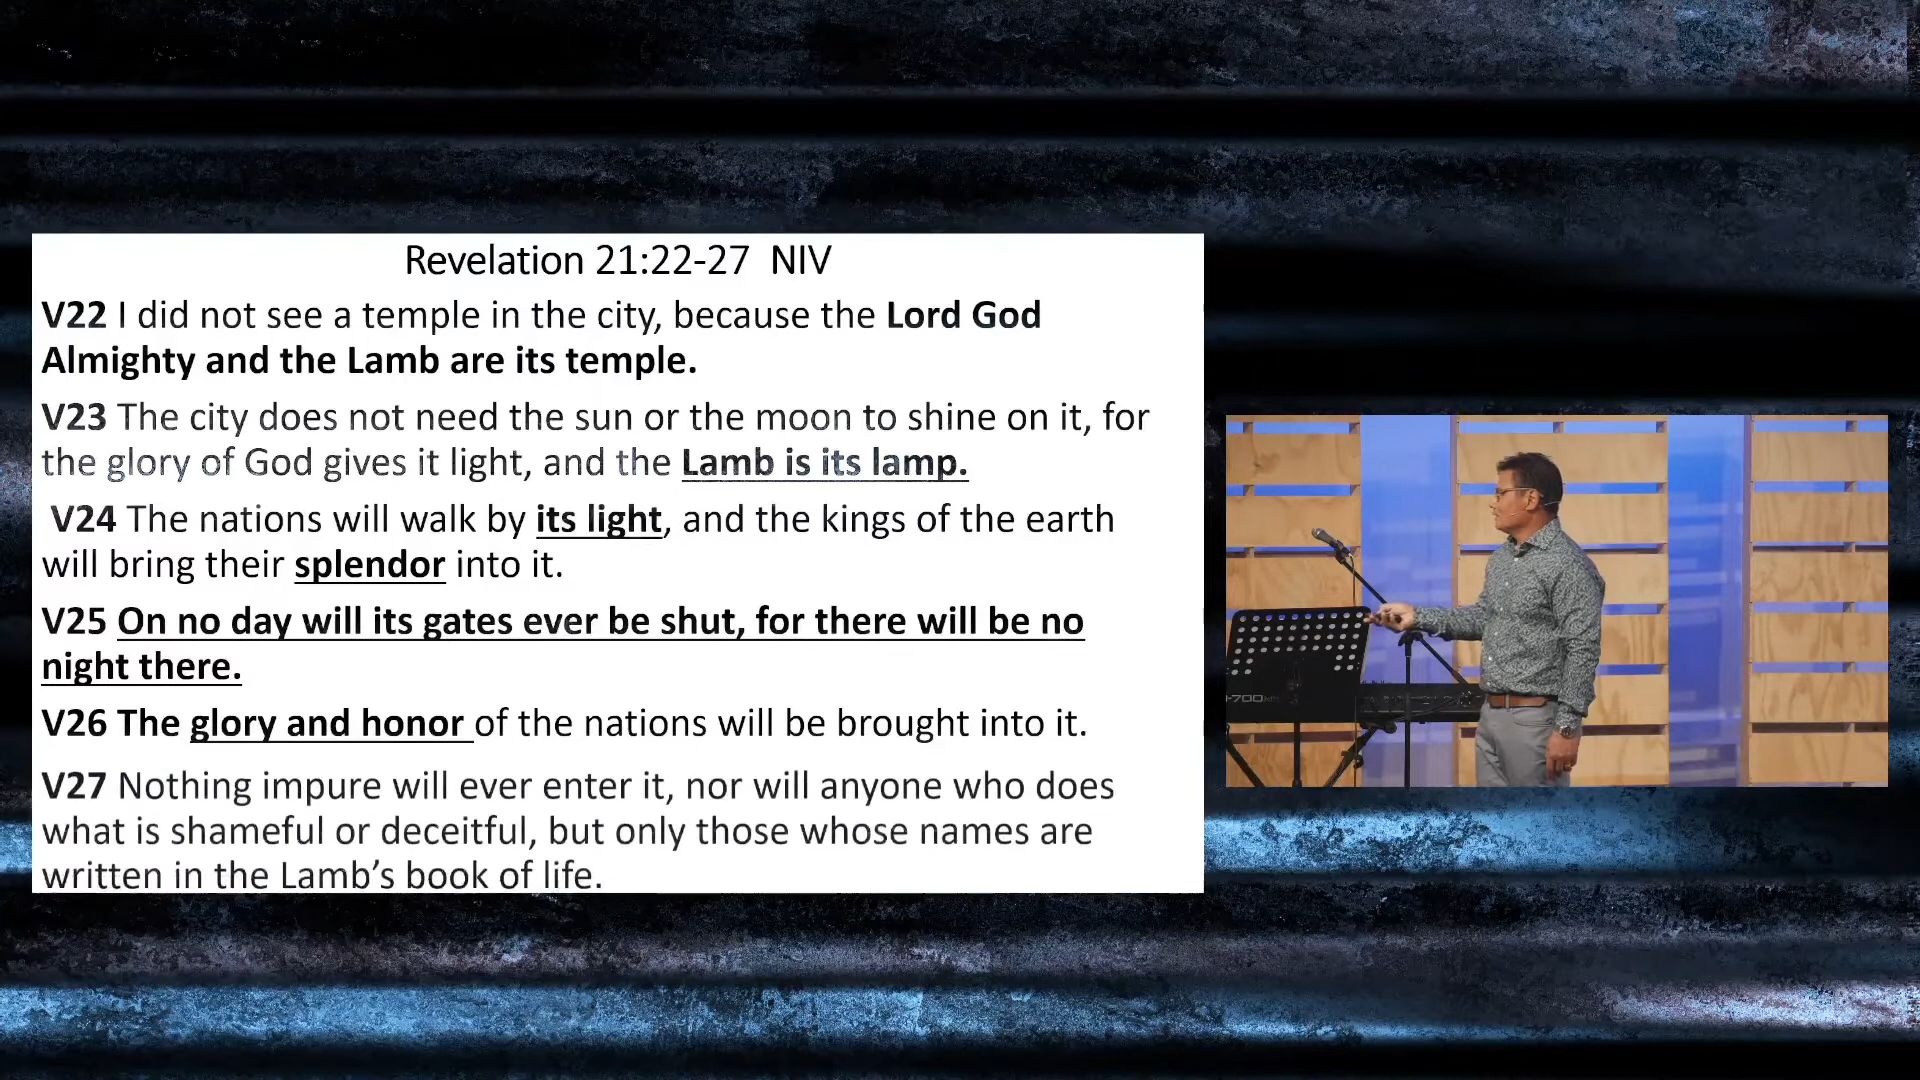 Revelation 21:22-27 NIV
V22 I did not see a temple in the city, because the Lord God
Almighty and the Lamb are its temple.
V23 The city does not need the sun or the moon to shine on it, for
the glory of God gives it light, and the Lamb is its lamp.
V24 The nations will walk by its light, and the kings of the earth
will bring their splendor into it.
V25 On no day will its gates ever be shut, for there will be no
night there.
V26 The glory and honor of the nations will be brought into it.
V27 Nothing impure will ever enter it, nor will anyone who does
what is shameful or deceitful, but only those whose names are
written in the Lamb’s book of life.